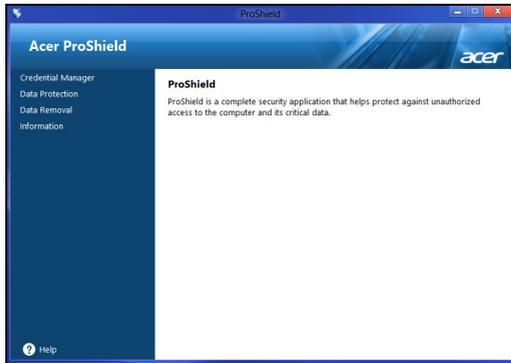 ProShield
Acer ProShield
acer
Credential Manager
Data Protection
Data Removal
Information
ProShield
ProShield is a complete security application that helps protect against unauthorized
access to the computer and its critical data.
? Help